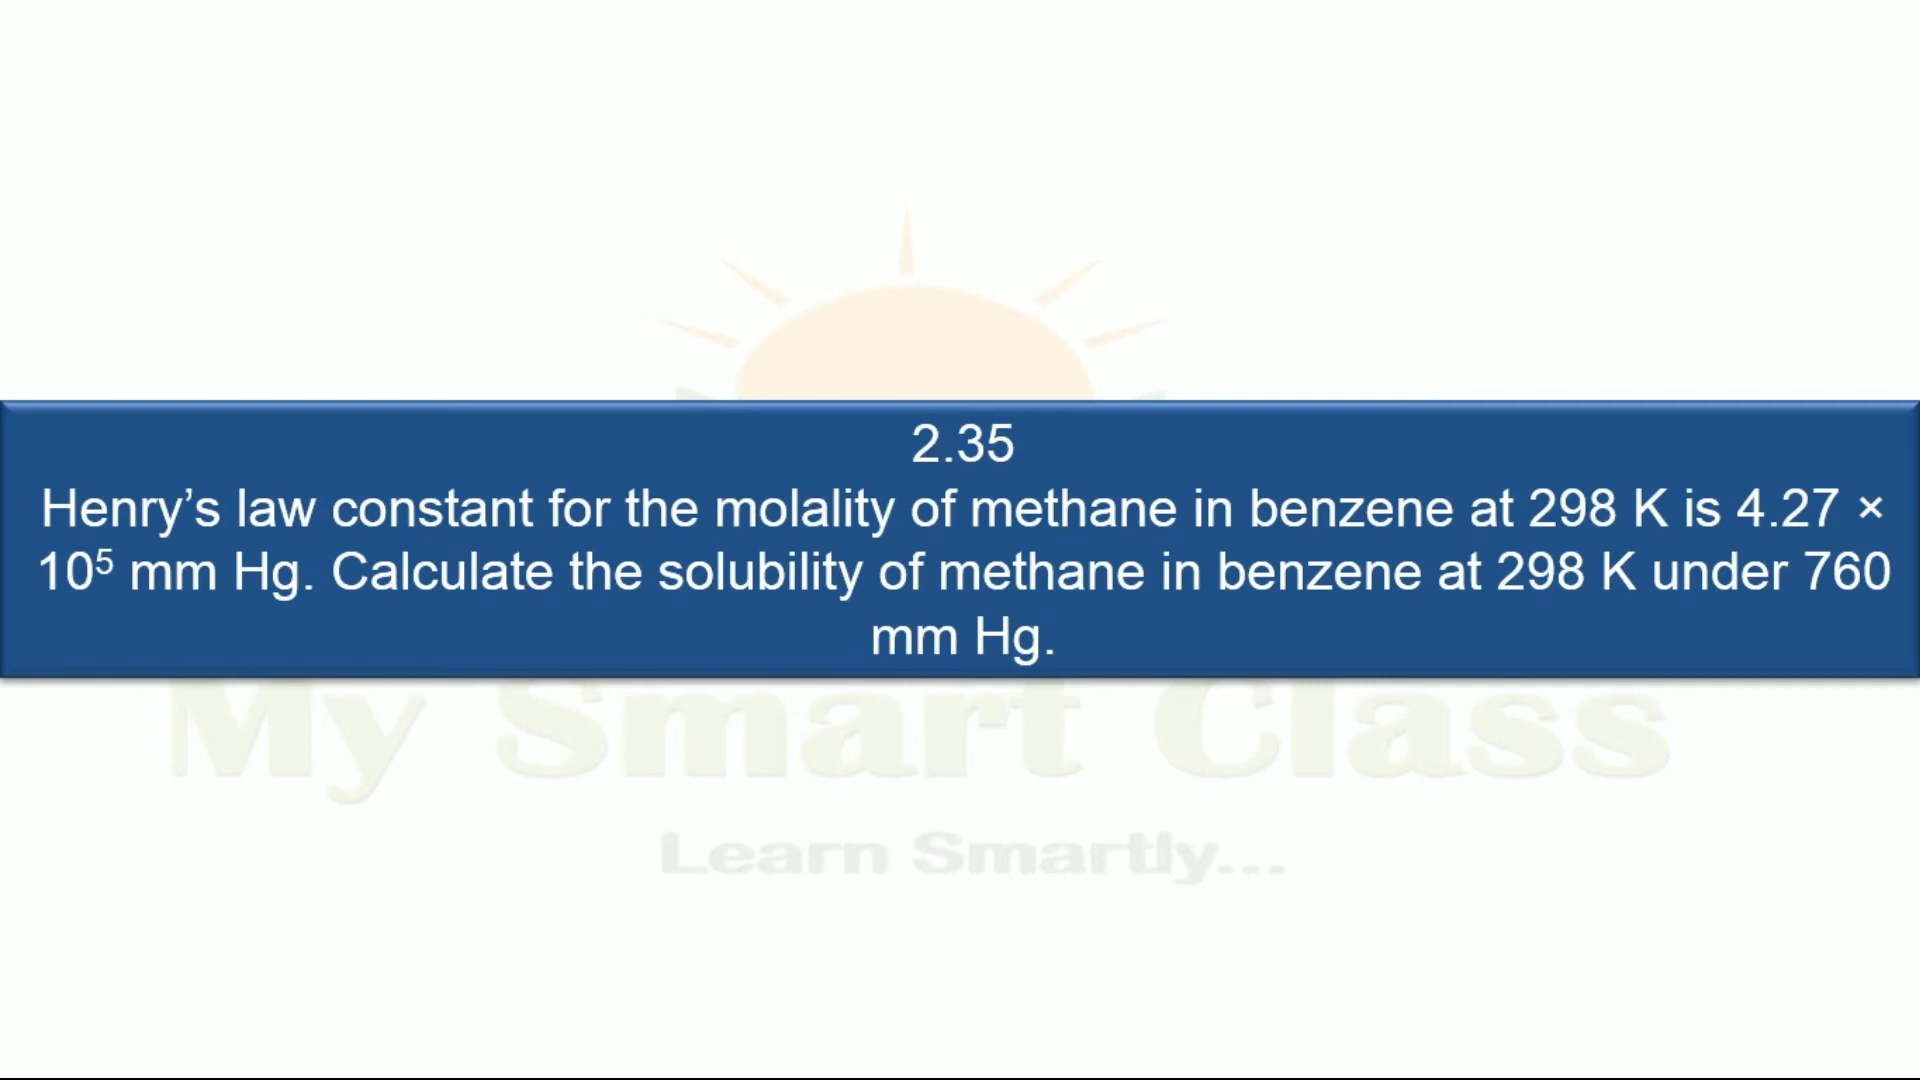 2.35
Henry’s law constant for the molality of methane in benzene at 298 K is 4.27 ×
10⁵ mm Hg. Calculate the solubility of methane in benzene at 298 K under 760
mm Hg.
My Smart Class
Learn Smartly...